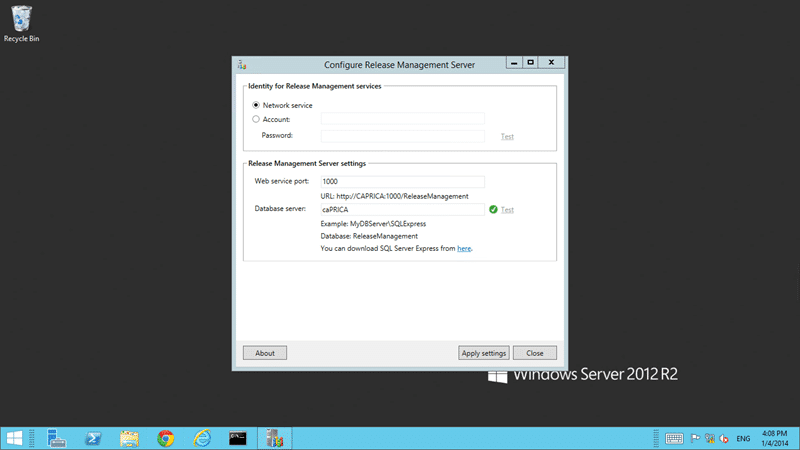 Recycle Bin
Configure Release Management Server
Identity for Release Management services
Network service
Account:
Password:
Test
Release Management Server settings
Web service port: 1000
URL: http://CAPRICA:1000/ReleaseManagement
Database server: caPRICA Test
Example: MyDBServer\SQLExpress
Database: ReleaseManagement
You can download SQL Server Express from here.
About Apply settings Close
Windows Server 2012 R2
ENG
4:08 PM
1/4/2014